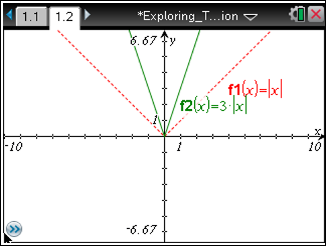 1.1 1.2 *Exploring_T...ion
6.67 y
f1(x)=|x|
f2(x)=3·|x|
1
x
-10 1 10
-6.67